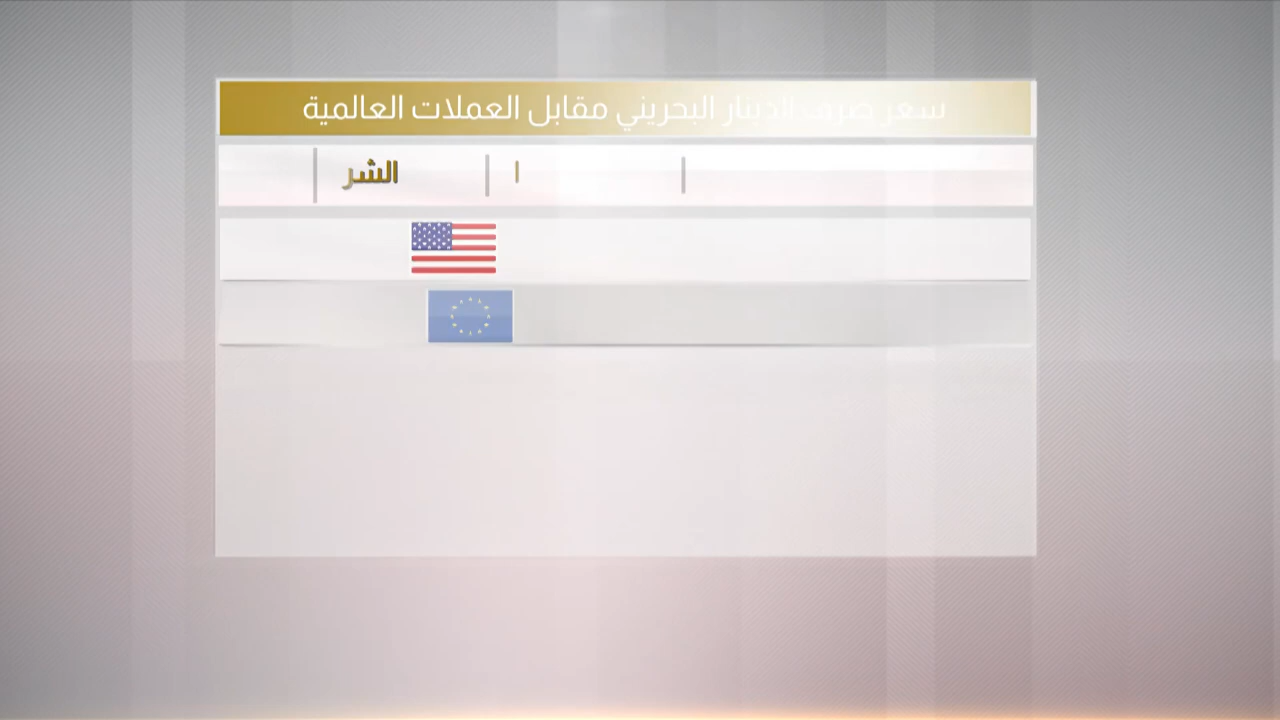 سعر صرف الدينار البحريني مقابل العملات العالمية
ا
الشر